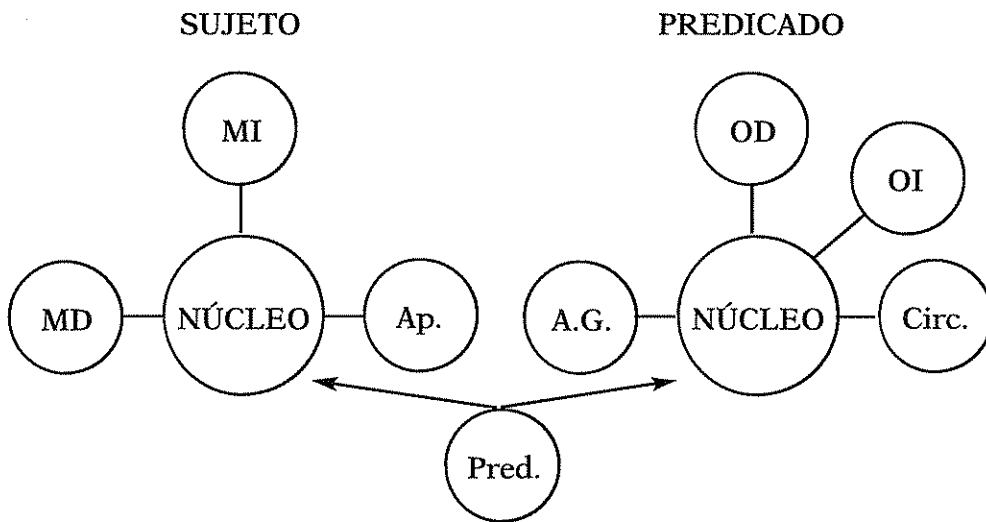 SUJETO
PREDICADO
MI
OD
OI
MD
NÚCLEO
Ap.
A.G.
NÚCLEO
Circ.
Pred.